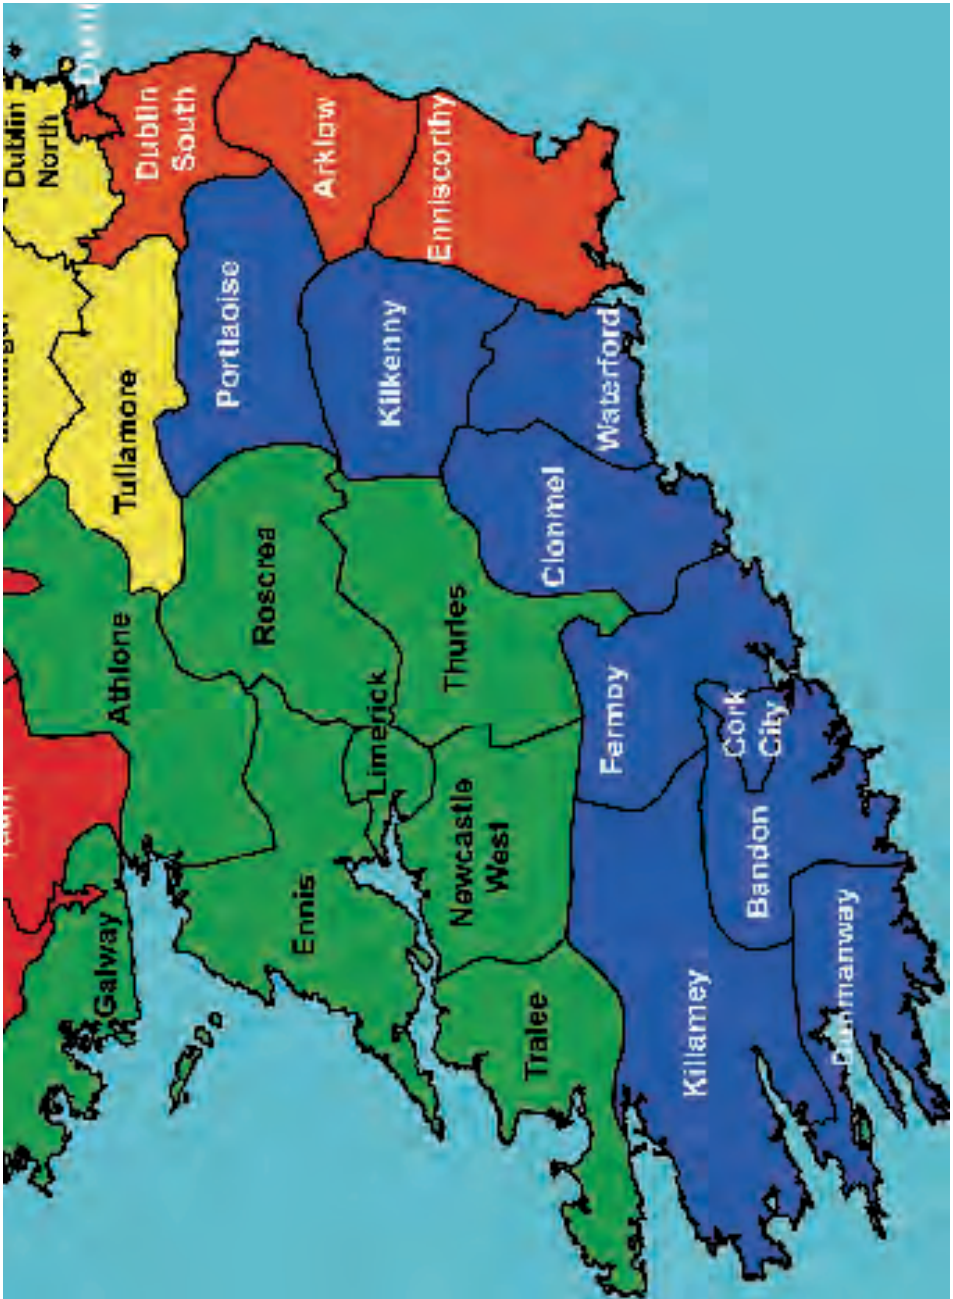 Dublin
North
Galway
Athlone
Tullamore
Dublin
South
Portlaoise
Roscrea
Ennis
Arklow
Limerick
Kilkenny
Enniscorthy
Thurles
Newcastle
West
Tralee
Clonmel
Waterford
Fermoy
Killarney
Cork
City
Bandon
Dunmanway